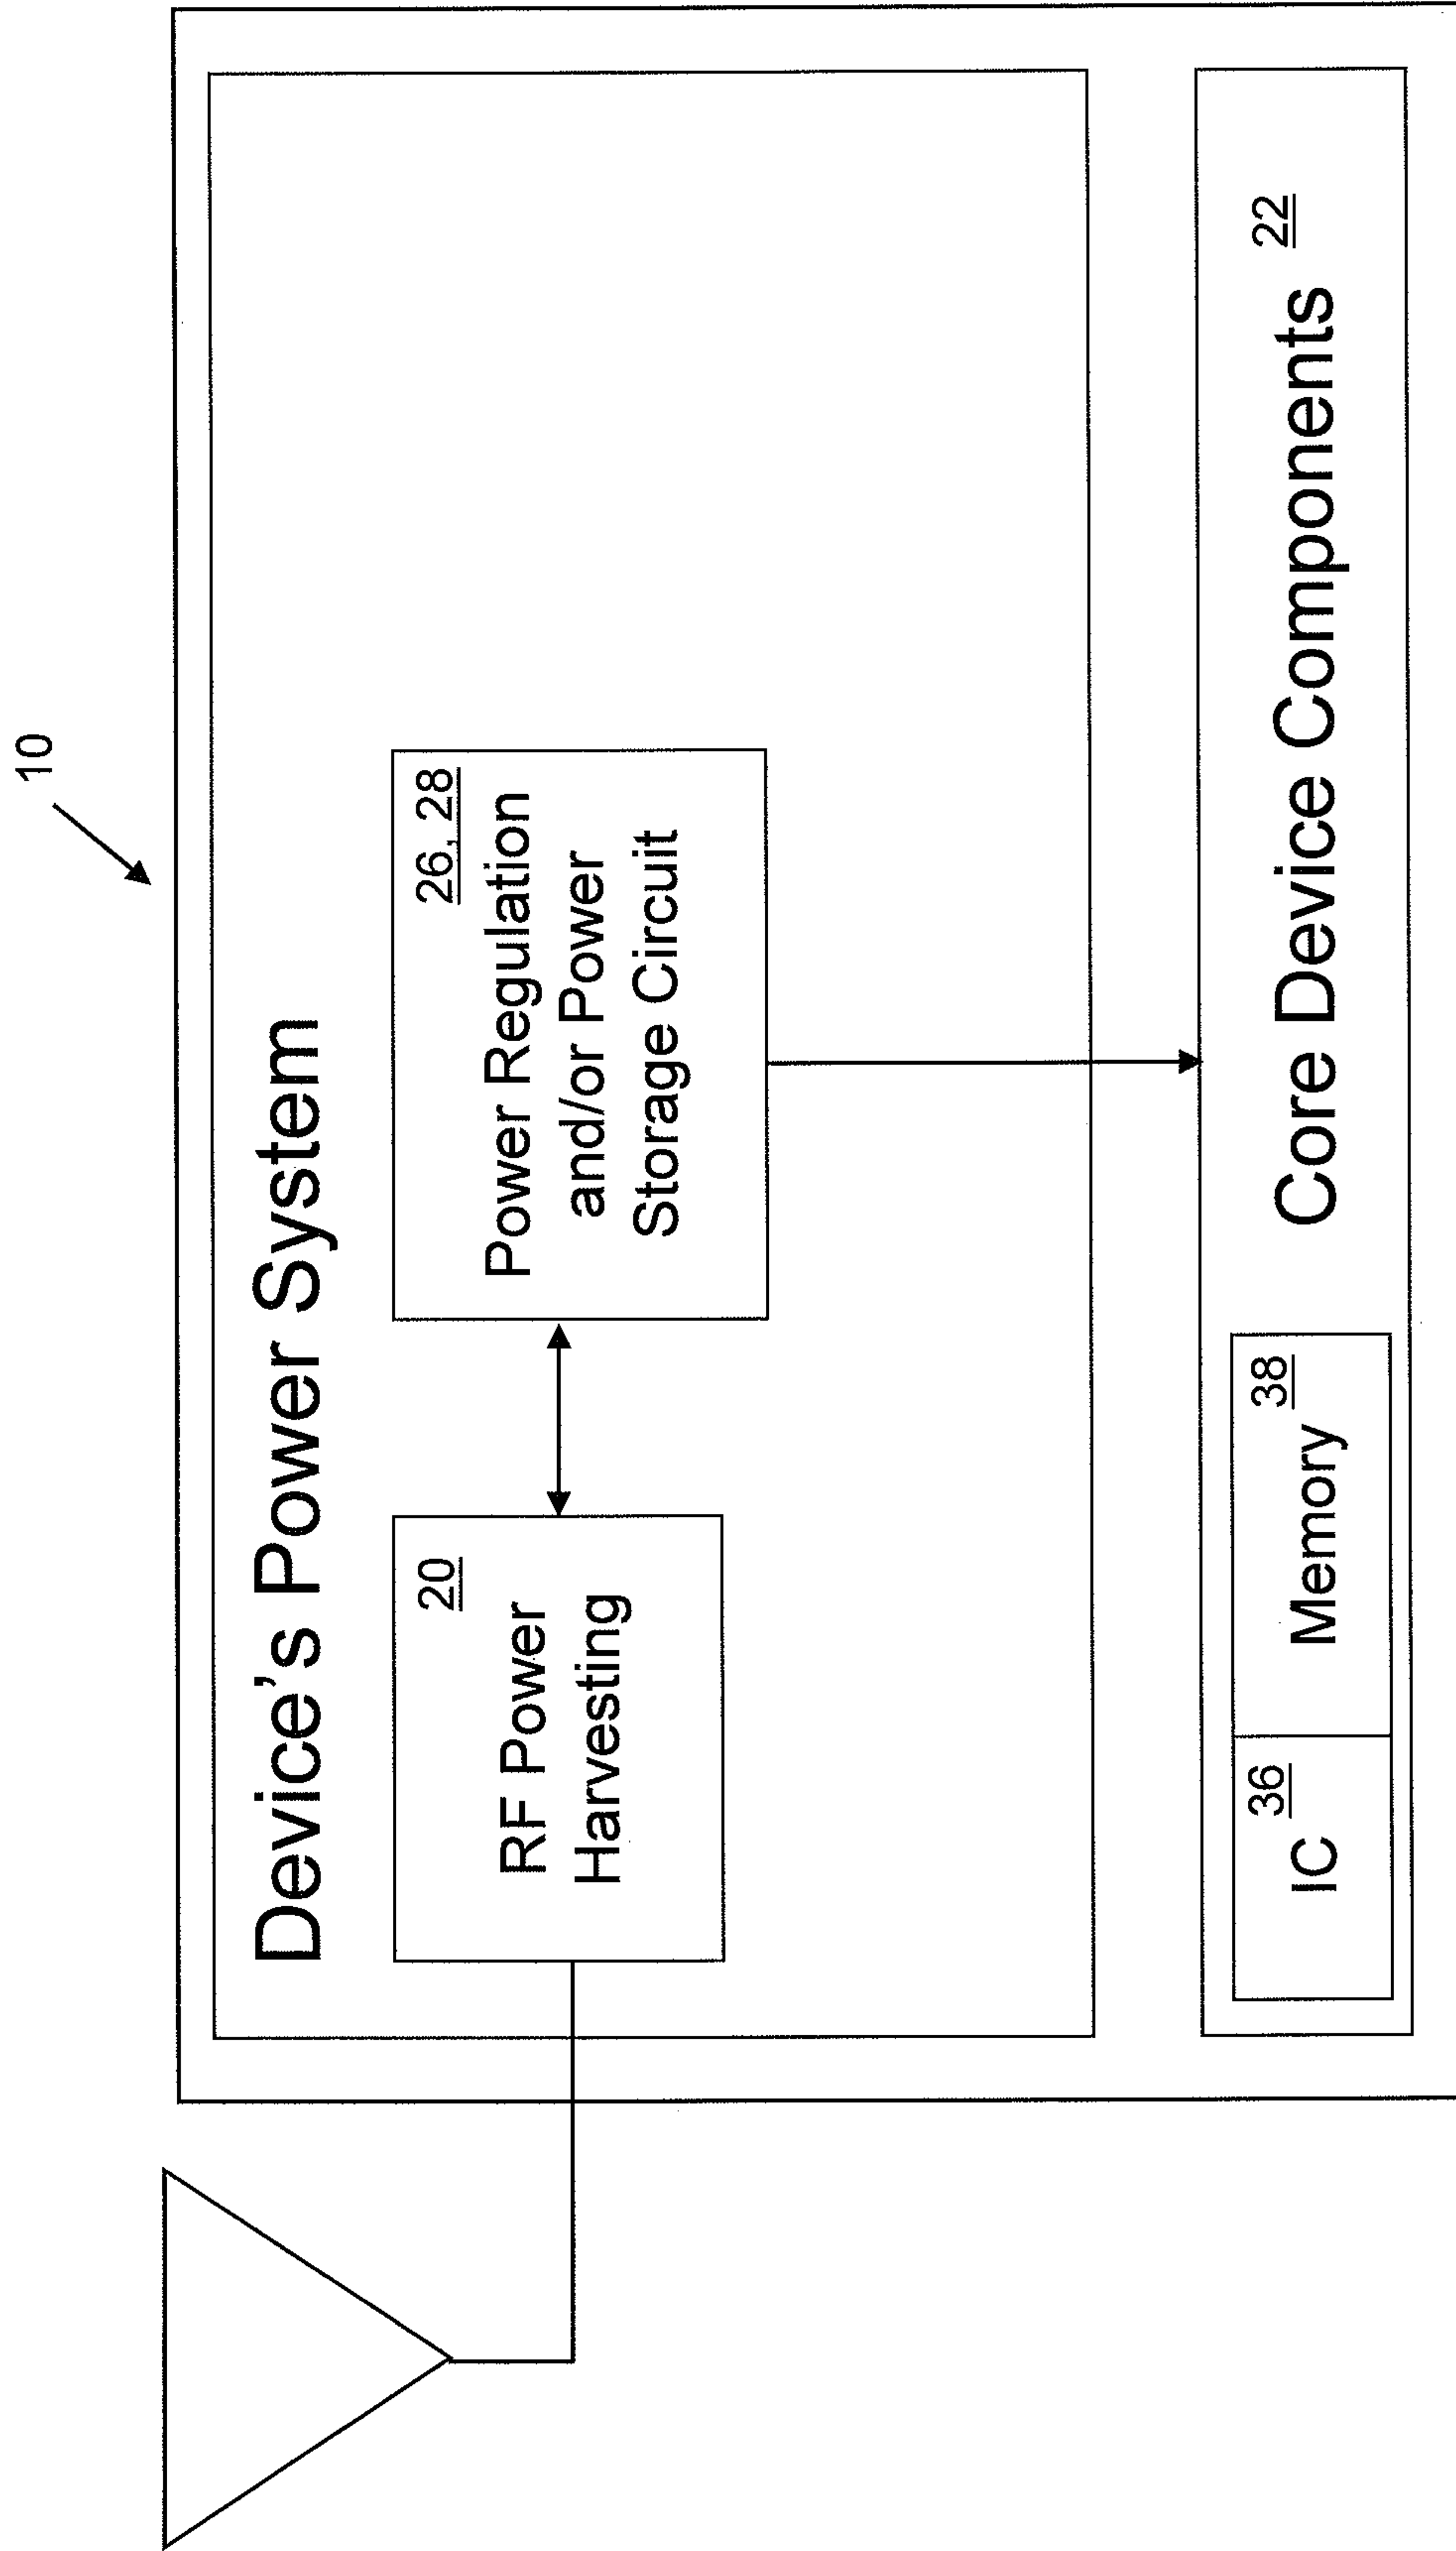 10
Device's Power System
20
RF Power
Harvesting
26, 28
Power Regulation
and/or Power
Storage Circuit
36
IC
38
Memory
Core Device Components 22